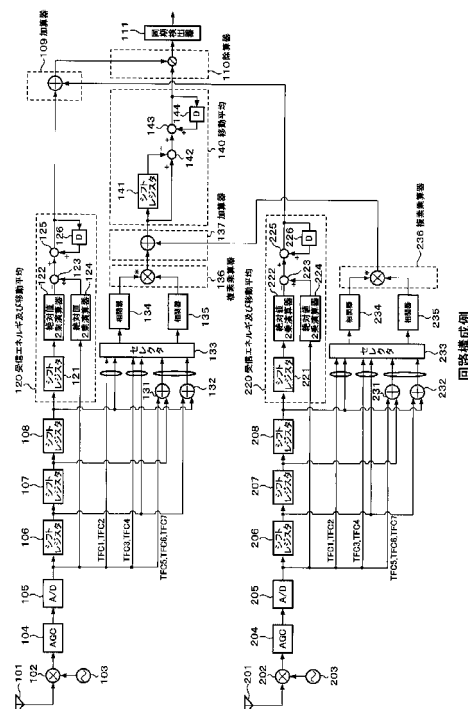 101
102
103
104
AGC
105
A/D
106
シフト
レジスタ
107
シフト
レジスタ
108
シフト
レジスタ
120 受信エネルギ及び移動平均
シフト
レジスタ
121
絶対値
2乗演算器
122
絶対値
2乗演算器
124
123
125
126
D
109 加算器
TFC1,TFC2
TFC3,TFC4
TFC5,TFC6,TFC7
131
132
セレクタ
133
相関器
134
相関器
135
*
136
複素乗算器
137 加算器
シフト
レジスタ
141
142
143
144
D
+
-
+
+
140 移動平均
110 除算器
同期検出器
111
201
202
203
204
AGC
205
A/D
206
シフト
レジスタ
207
シフト
レジスタ
208
シフト
レジスタ
220 受信エネルギ及び移動平均
シフト
レジスタ
221
絶対値
2乗演算器
222
絶対値
2乗演算器
224
223
225
226
D
TFC1,TFC2
TFC3,TFC4
TFC5,TFC6,TFC7
231
232
セレクタ
233
相関器
234
相関器
235
*
236 複素乗算器
回路構成例